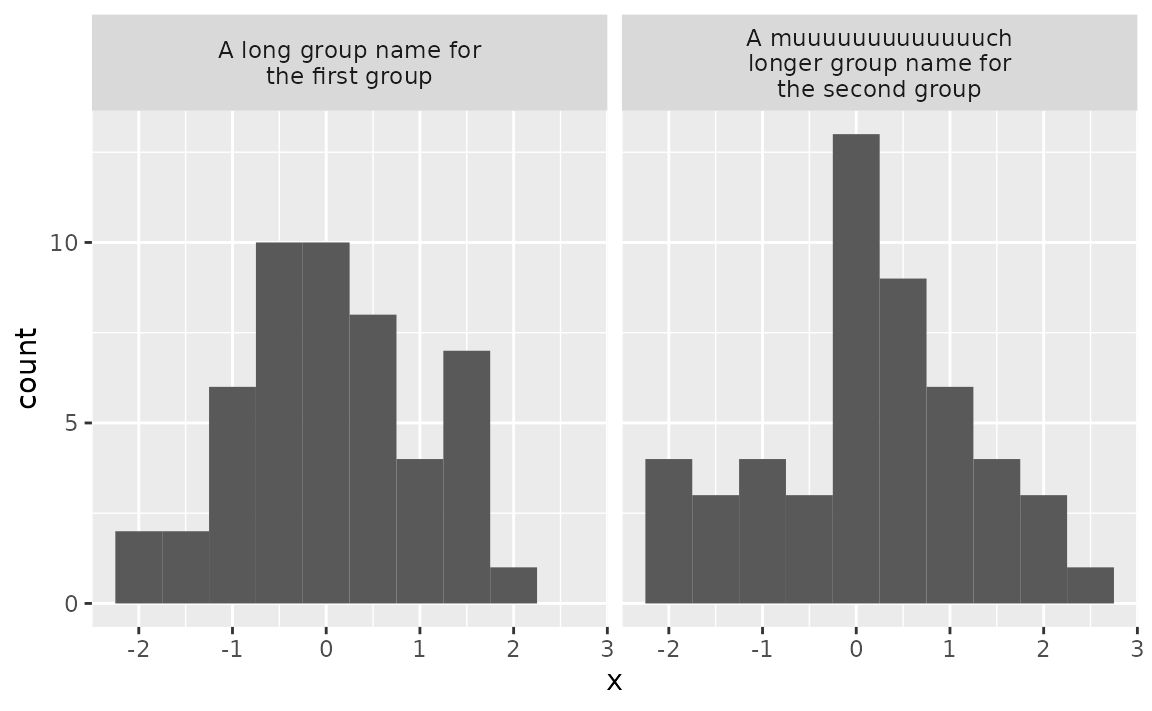 A long group name for
the first group
A muuuuuuuuuuuuuch
longer group name for
the second group
count
10
5
0
-2 -1 0 1 2 3
-2 -1 0 1 2 3
x